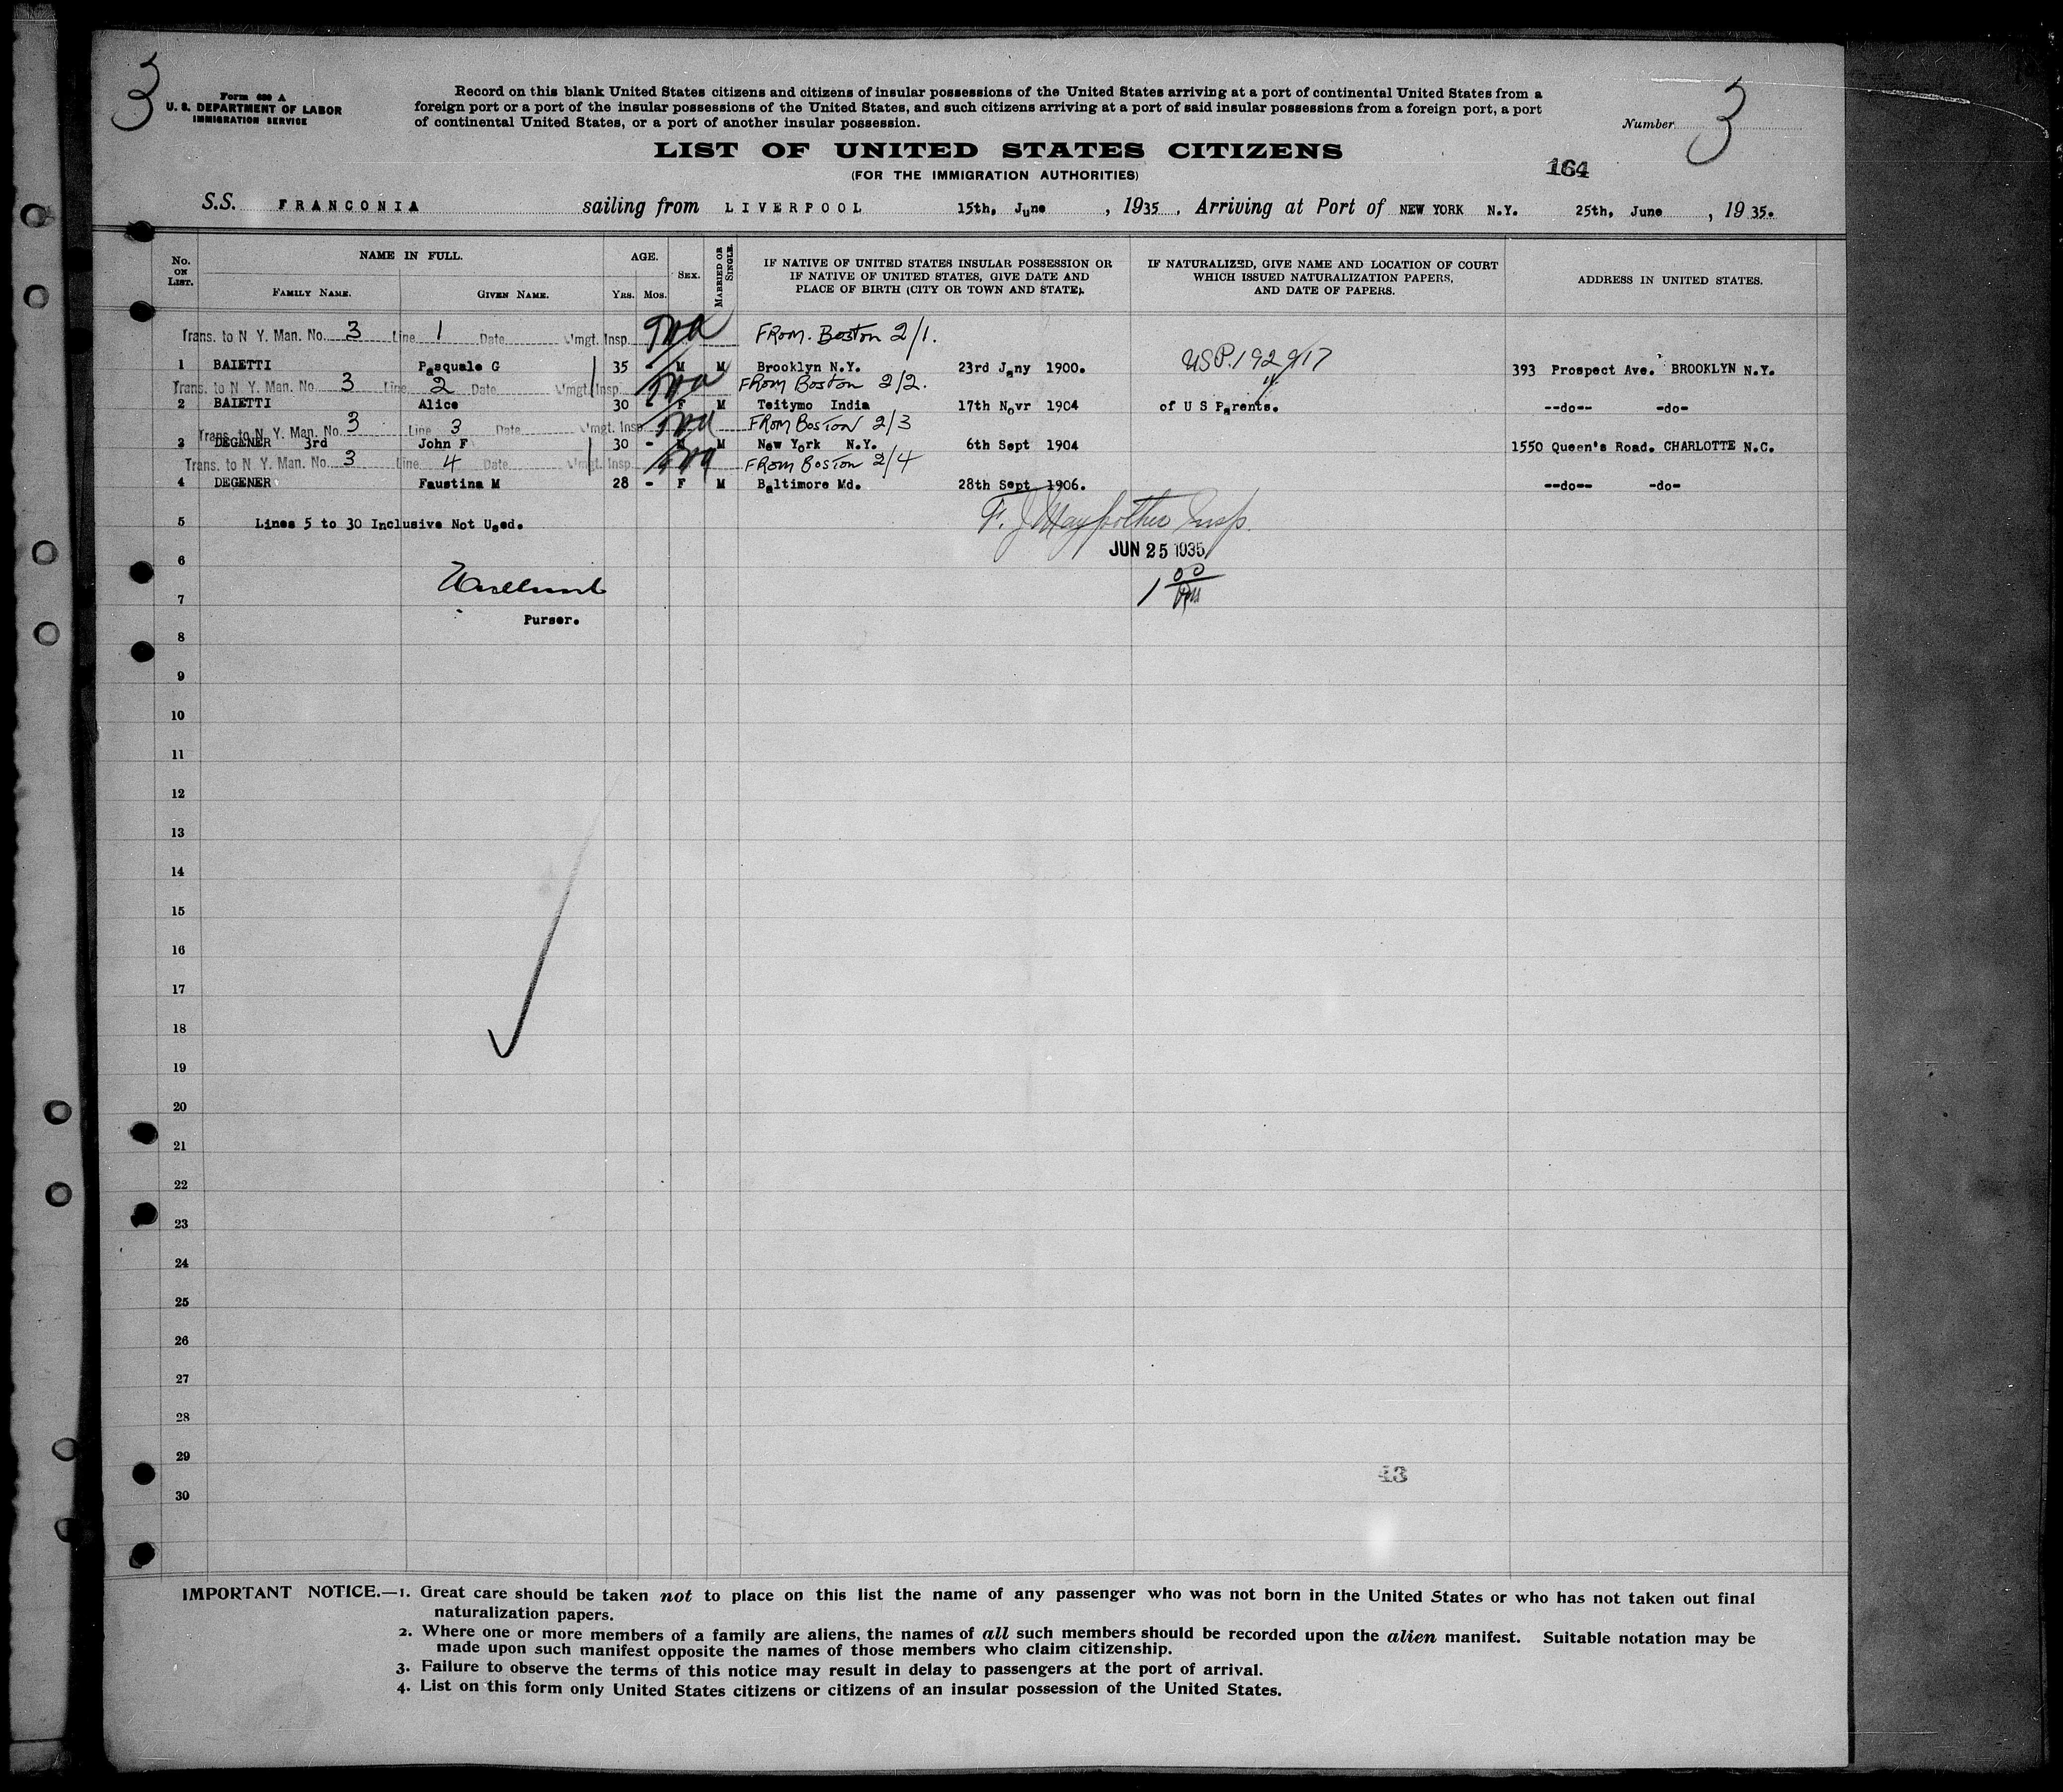 3
3
Form 630 A
U. S. DEPARTMENT OF LABOR
IMMIGRATION SERVICE
Record on this blank United States citizens and citizens of insular possessions of the United States arriving at a port of continental United States from a
foreign port or a port of the insular possessions of the United States, and such citizens arriving at a port of said insular possessions from a foreign port, a port
of continental United States, or a port of another insular possession.
Number
LIST OF UNITED STATES CITIZENS
(FOR THE IMMIGRATION AUTHORITIES)
164
S.S. FRANCONIA sailing from LIVERPOOL 15th, June , 1935 , Arriving at Port of NEW YORK N.Y. 25th, June , 1935.
No. ON LIST. NAME IN FULL. FAMILY NAME. GIVEN NAME. AGE. YRS. MOS. SEX. MARRIED OR SINGLE.
IF NATIVE OF UNITED STATES INSULAR POSSESSION OR
IF NATIVE OF UNITED STATES, GIVE DATE AND
PLACE OF BIRTH (CITY OR TOWN AND STATE).
IF NATURALIZED, GIVE NAME AND LOCATION OF COURT
WHICH ISSUED NATURALIZATION PAPERS,
AND DATE OF PAPERS.
ADDRESS IN UNITED STATES.
Trans. to N Y. Man. No. 3 Line 1 Date Imgt. Insp. FROM. Boston 2/1.
1 BAIETTI Pasquale G 35 - M M Brooklyn N.Y. 23rd Jany 1900. USP.192917 393 Prospect Ave. BROOKLYN N.Y.
Trans. to N Y. Man. No. 3 Line 2 Date Imgt. Insp. FROM BOSTON 2/2.
2 BAIETTI Alice 30 - F M Teitymo India 17th Novr 1904 of U S Parents. " --do-- -do-
Trans. to N Y. Man. No. 3 Line 3 Date Imgt. Insp. FROM BOSTON 2/3
3 DEGENER 3rd John F 30 - M M New York N.Y. 6th Sept 1904 1550 Queen's Road. CHARLOTTE N.C.
Trans. to N Y. Man. No. 3 Line 4 Date Imgt. Insp. FROM BOSTON 2/4
4 DEGENER Faustina M 28 - F M Baltimore Md. 28th Sept 1906. --do-- -do-
5 Lines 5 to 30 Inclusive Not Used.
JUN 25 1935
6
1 00 PM
7
Purser.
8
9
10
11
12
13
14
15
16
17
18
19
20
21
22
23
24
25
26
27
28
29
43
30
IMPORTANT NOTICE.—1. Great care should be taken not to place on this list the name of any passenger who was not born in the United States or who has not taken out final
naturalization papers.
2. Where one or more members of a family are aliens, the names of all such members should be recorded upon the alien manifest. Suitable notation may be
made upon such manifest opposite the names of those members who claim citizenship.
3. Failure to observe the terms of this notice may result in delay to passengers at the port of arrival.
4. List on this form only United States citizens or citizens of an insular possession of the United States.